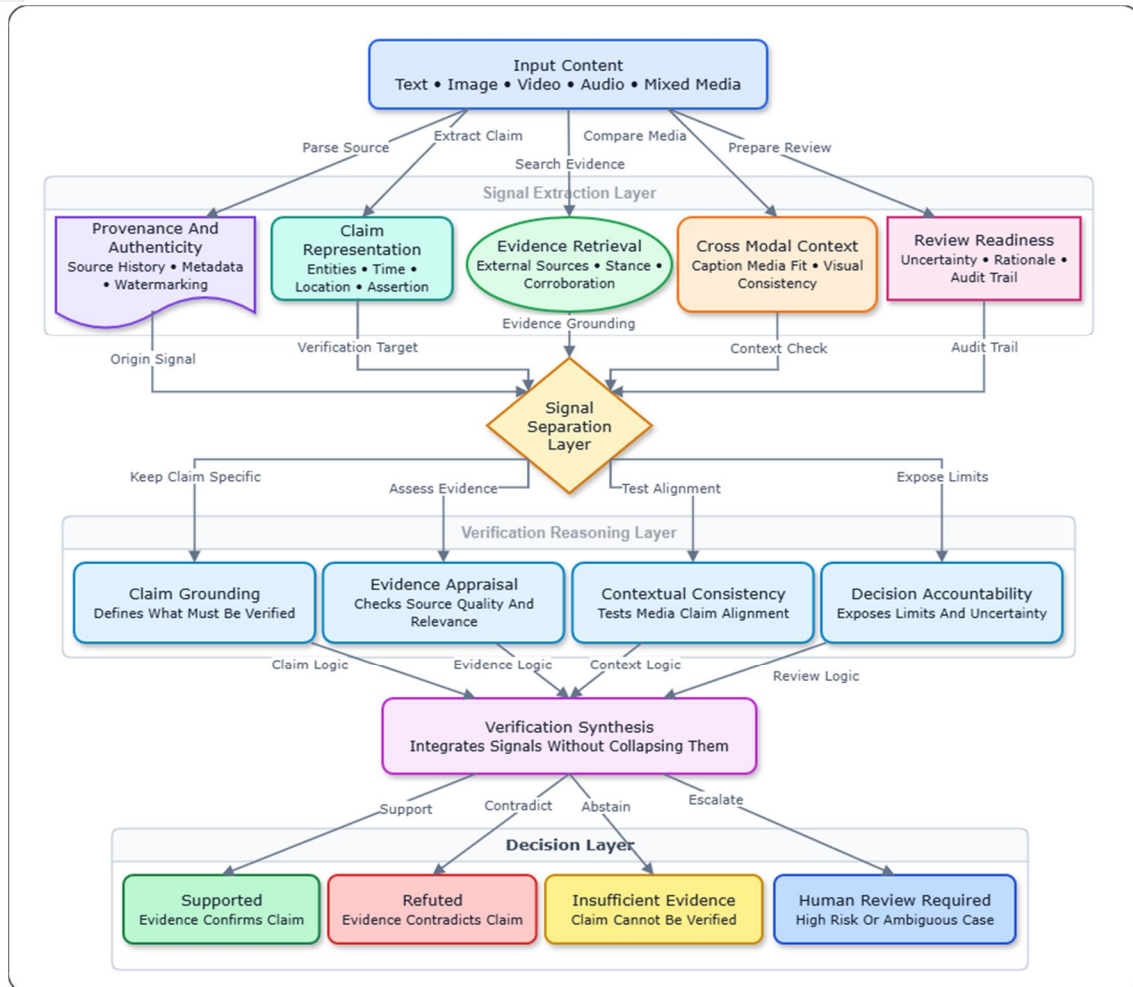 Input Content
Text • Image • Video • Audio • Mixed Media
Parse Source
Extract Claim
Search Evidence
Compare Media
Prepare Review
Signal Extraction Layer
Provenance And
Authenticity
Source History • Metadata
• Watermarking
Claim
Representation
Entities • Time •
Location • Assertion
Evidence Retrieval
External Sources • Stance •
Corroboration
Cross Modal Context
Caption Media Fit • Visual
Consistency
Review Readiness
Uncertainty • Rationale •
Audit Trail
Origin Signal
Verification Target
Evidence Grounding
Context Check
Audit Trail
Signal
Separation
Layer
Keep Claim Specific
Assess Evidence
Test Alignment
Expose Limits
Verification Reasoning Layer
Claim Grounding
Defines What Must Be Verified
Evidence Appraisal
Checks Source Quality And
Relevance
Contextual Consistency
Tests Media Claim Alignment
Decision Accountability
Exposes Limits And Uncertainty
Claim Logic
Evidence Logic
Context Logic
Review Logic
Verification Synthesis
Integrates Signals Without Collapsing Them
Support
Contradict
Abstain
Escalate
Decision Layer
Supported
Evidence Confirms Claim
Refuted
Evidence Contradicts Claim
Insufficient Evidence
Claim Cannot Be Verified
Human Review Required
High Risk Or Ambiguous Case